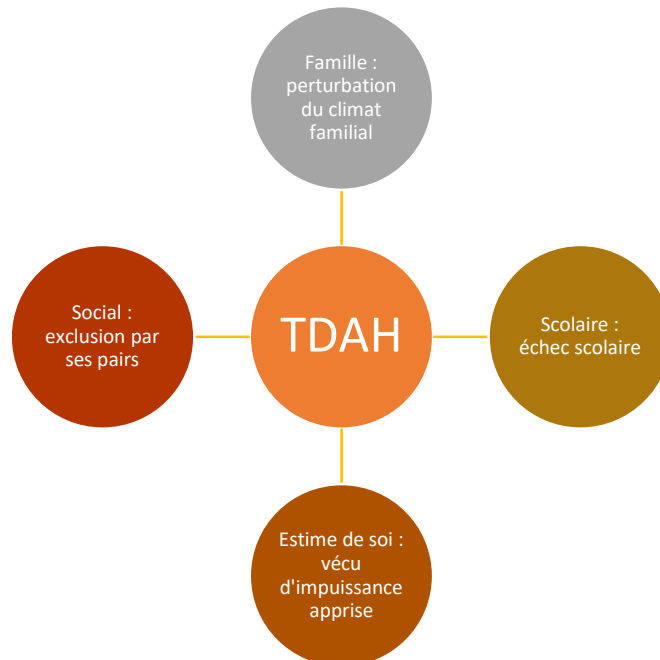 Famille :
perturbation
du climat
familial
Social :
exclusion par
ses pairs
TDAH
Scolaire :
échec scolaire
Estime de soi :
vécu
d'impuissance
apprise